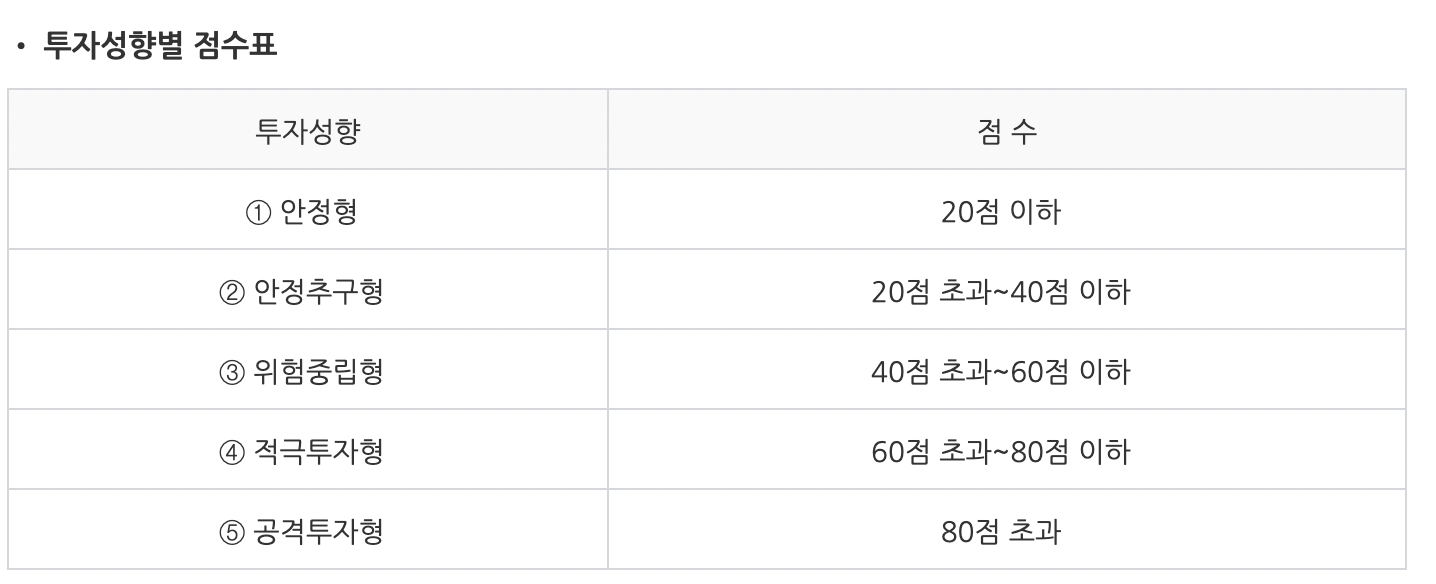 • 투자성향별 점수표
투자성향 점 수
① 안정형 20점 이하
② 안정추구형 20점 초과~40점 이하
③ 위험중립형 40점 초과~60점 이하
④ 적극투자형 60점 초과~80점 이하
⑤ 공격투자형 80점 초과